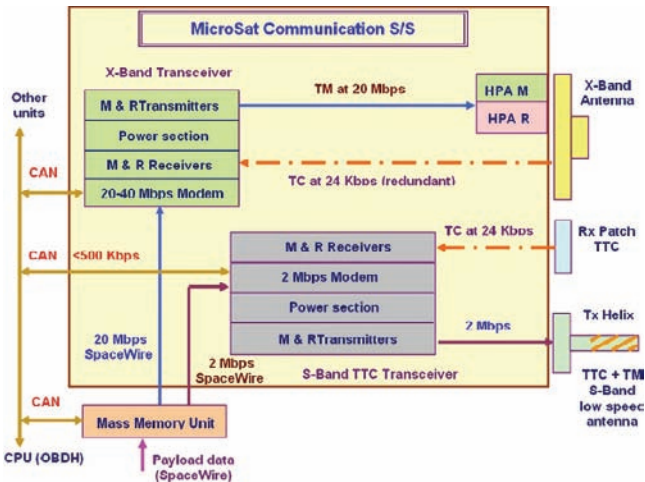 MicroSat Communication S/S
X-Band Transceiver
Other
units
M & RTransmitters
Power section
M & R Receivers
20-40 Mbps Modem
TM at 20 Mbps
HPA M
HPA R
X-Band
Antenna
CAN
TC at 24 Kbps (redundant)
CAN
<500 Kbps
M & R Receivers
2 Mbps Modem
Power section
M & RTransmitters
TC at 24 Kbps
Rx Patch
TTC
Tx Helix
2 Mbps
20 Mbps
SpaceWire
2 Mbps
SpaceWire
S-Band TTC Transceiver
TTC + TMI
S-Band
low speed
antenna
CAN
Mass Memory Unit
CPU (OBDH)
Payload data
(SpaceWire)